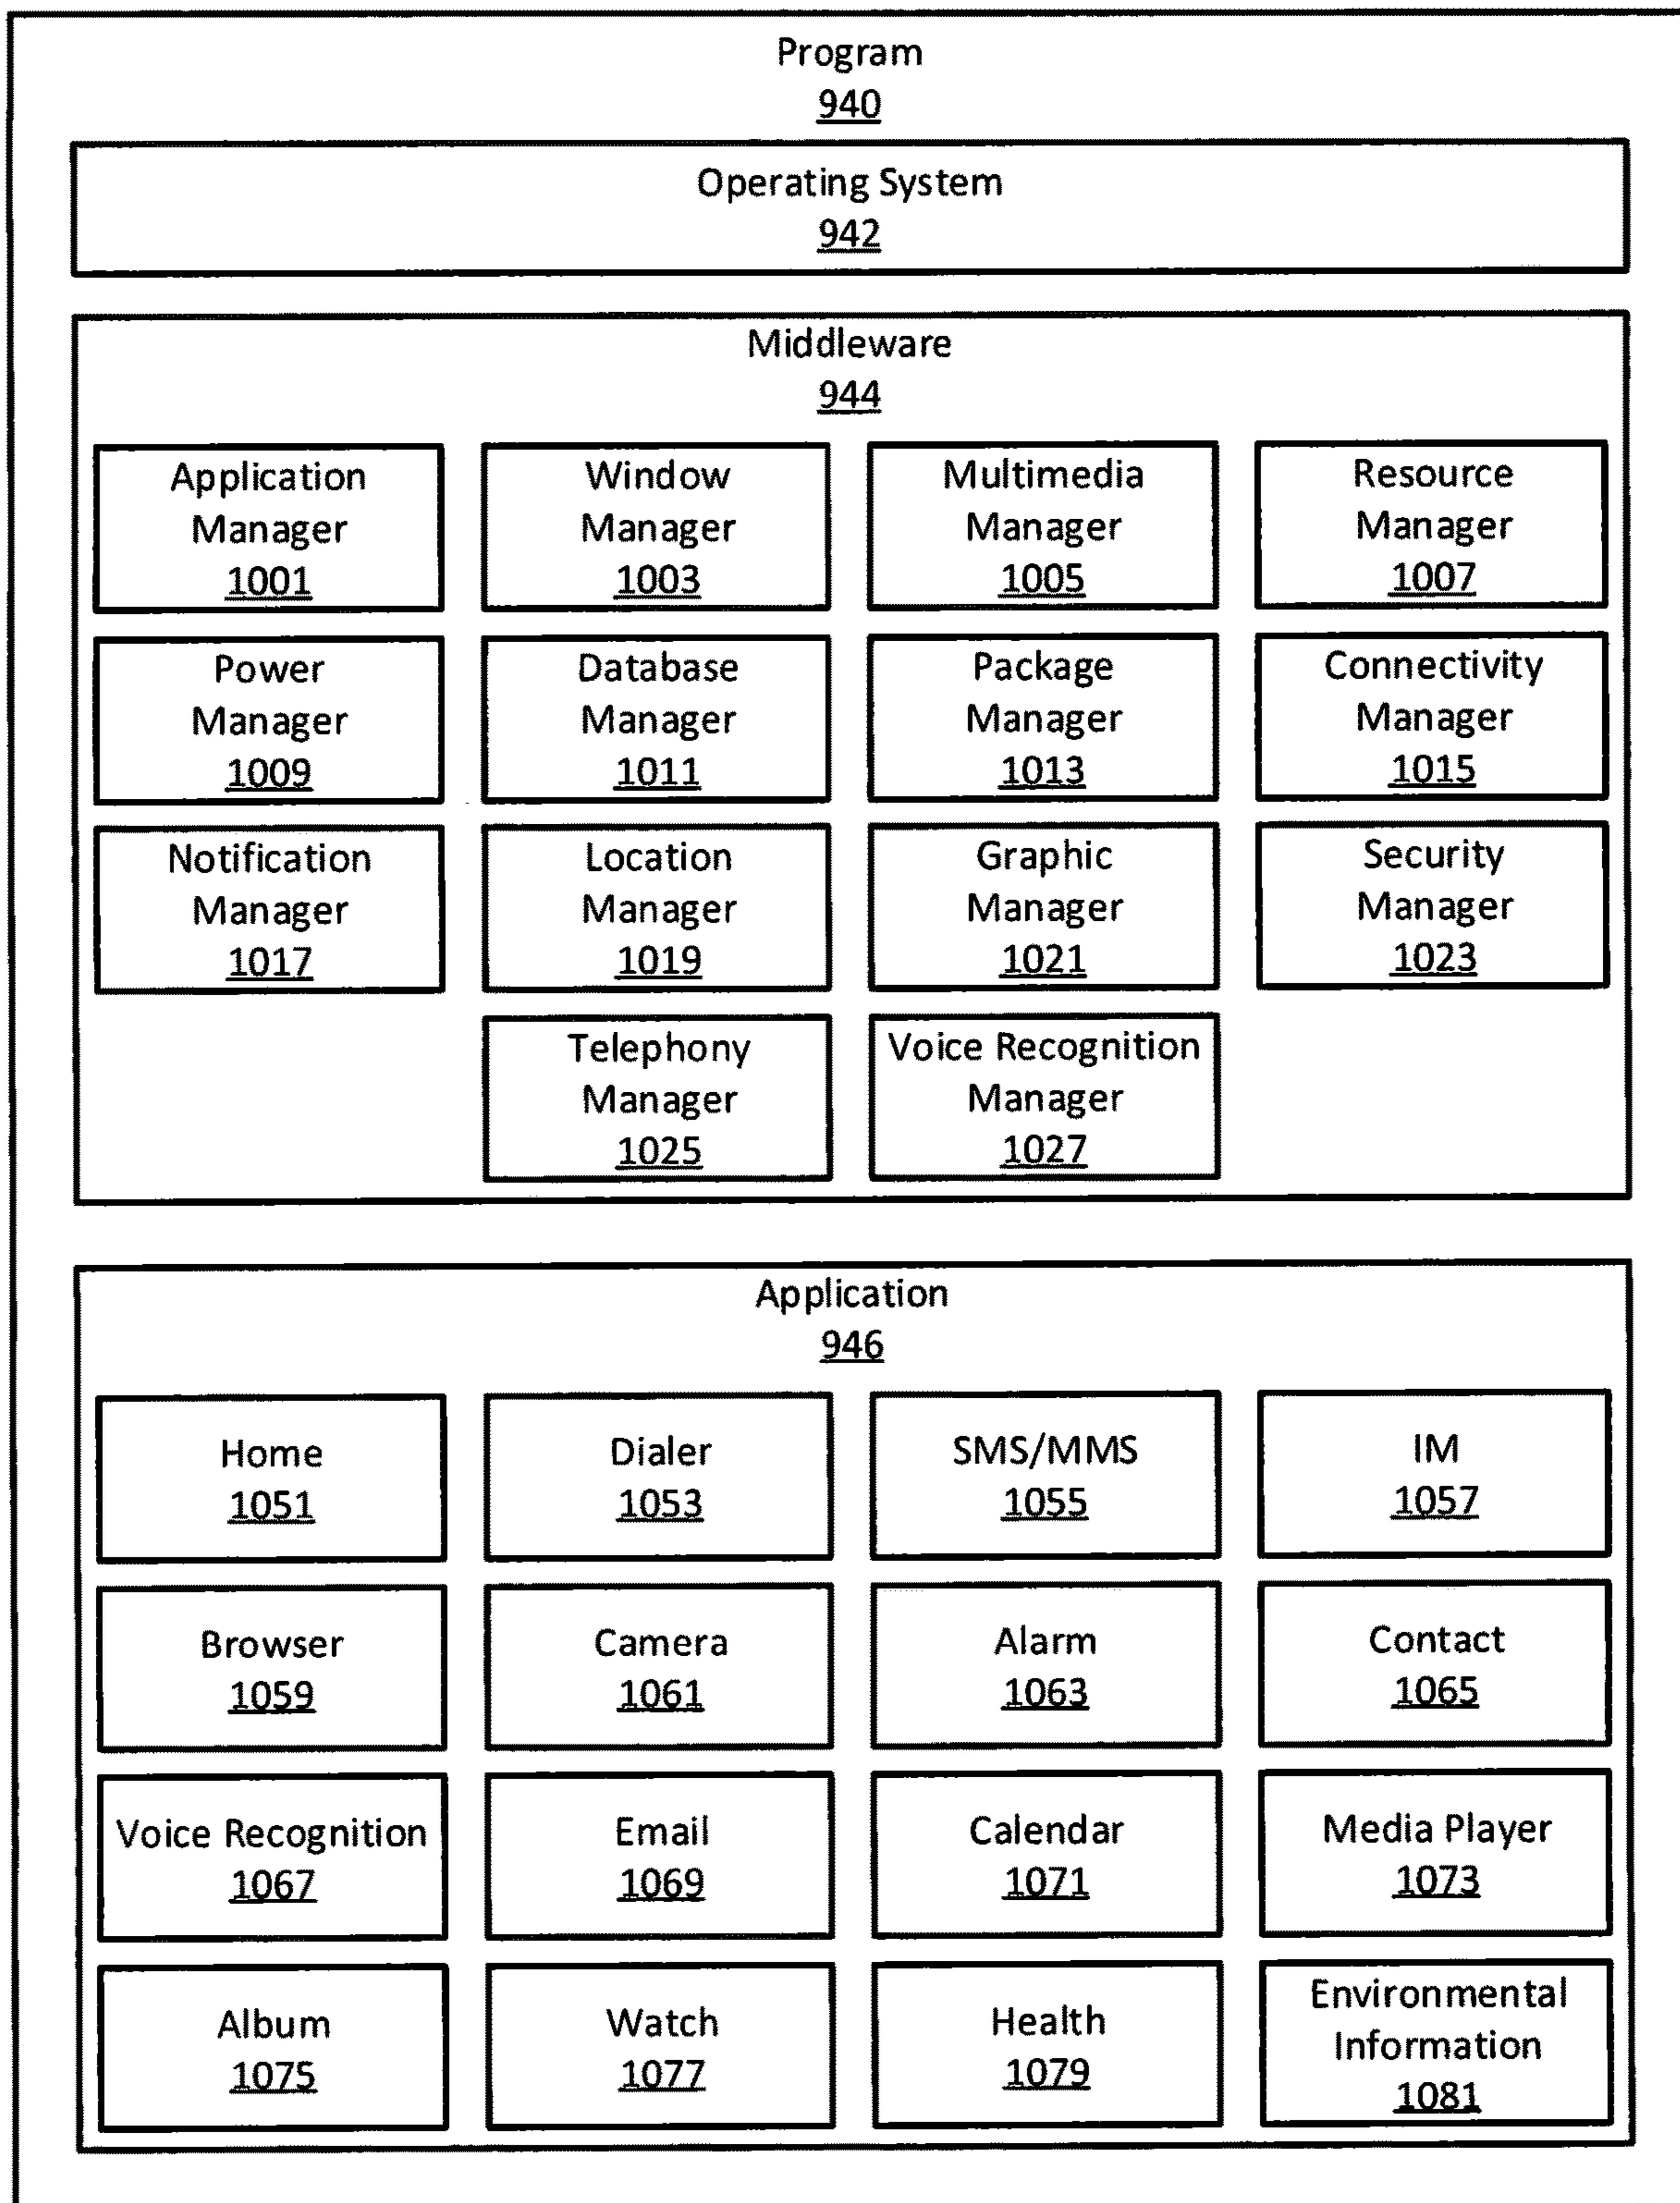 Program
940
Operating System
942
Middleware
944
Application
Manager
1001
Window
Manager
1003
Multimedia
Manager
1005
Resource
Manager
1007
Power
Manager
1009
Database
Manager
1011
Package
Manager
1013
Connectivity
Manager
1015
Notification
Manager
1017
Location
Manager
1019
Graphic
Manager
1021
Security
Manager
1023
Telephony
Manager
1025
Voice Recognition
Manager
1027
Application
946
Home
1051
Dialer
1053
SMS/MMS
1055
IM
1057
Browser
1059
Camera
1061
Alarm
1063
Contact
1065
Voice Recognition
1067
Email
1069
Calendar
1071
Media Player
1073
Album
1075
Watch
1077
Health
1079
Environmental
Information
1081